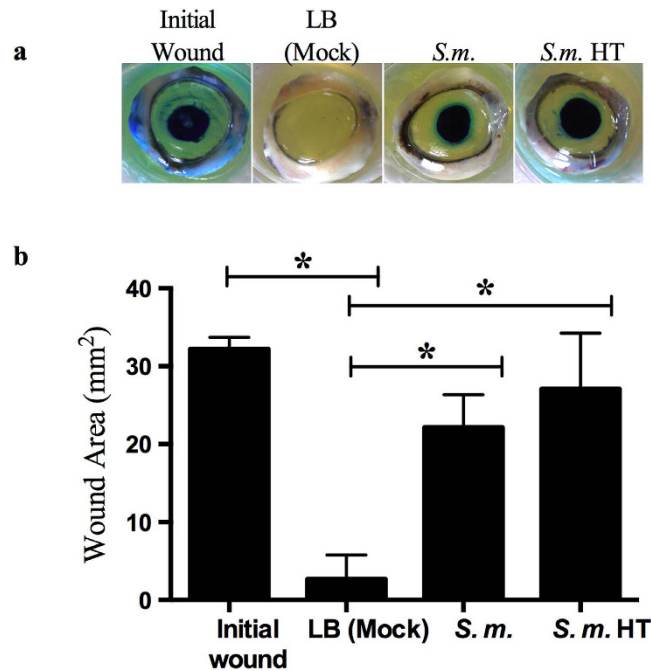 a
Initial Wound
LB (Mock)
S.m.
S.m. HT
b
*
*
*
Wound Area (mm²)
40
30
20
10
0
Initial wound
LB (Mock)
S. m.
S. m. HT